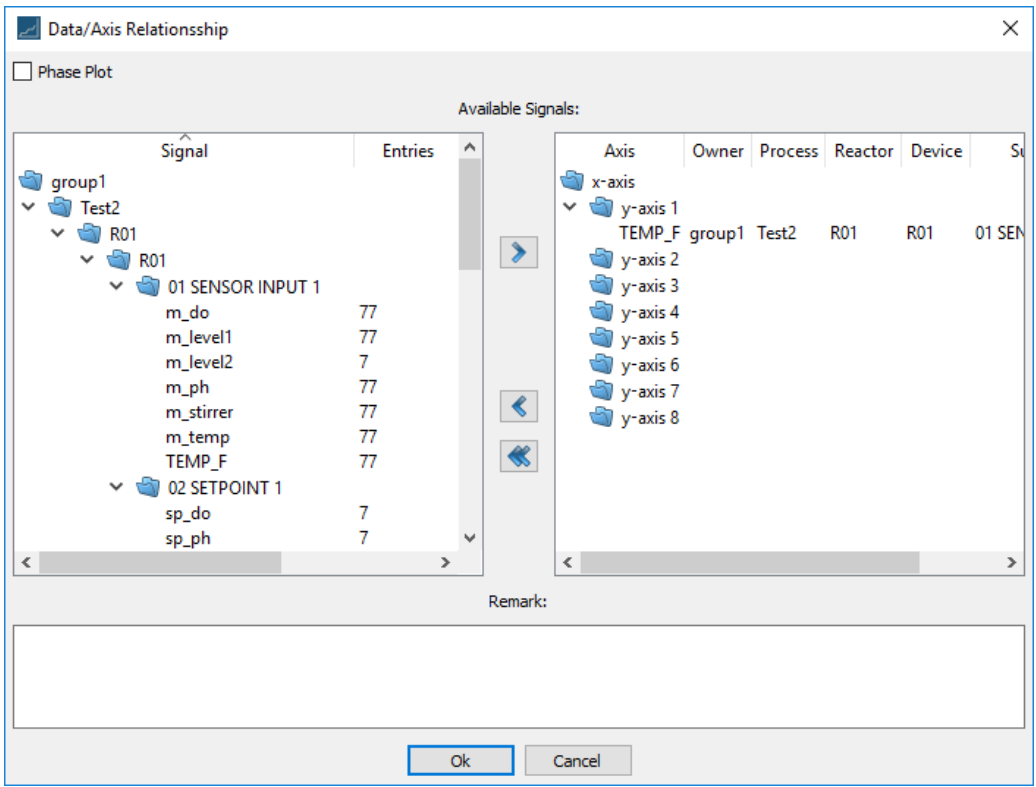 Data/Axis Relationsship
Phase Plot
Available Signals:
Signal Entries
group1
Test2
R01
R01
01 SENSOR INPUT 1
m_do 77
m_level1 77
m_level2 7
m_ph 77
m_stirrer 77
m_temp 77
TEMP_F 77
02 SETPOINT 1
sp_do 7
sp_ph 7
Axis Owner Process Reactor Device Su
x-axis
y-axis 1
TEMP_F group1 Test2 R01 R01 01 SEN
y-axis 2
y-axis 3
y-axis 4
y-axis 5
y-axis 6
y-axis 7
y-axis 8
Remark:
Ok Cancel